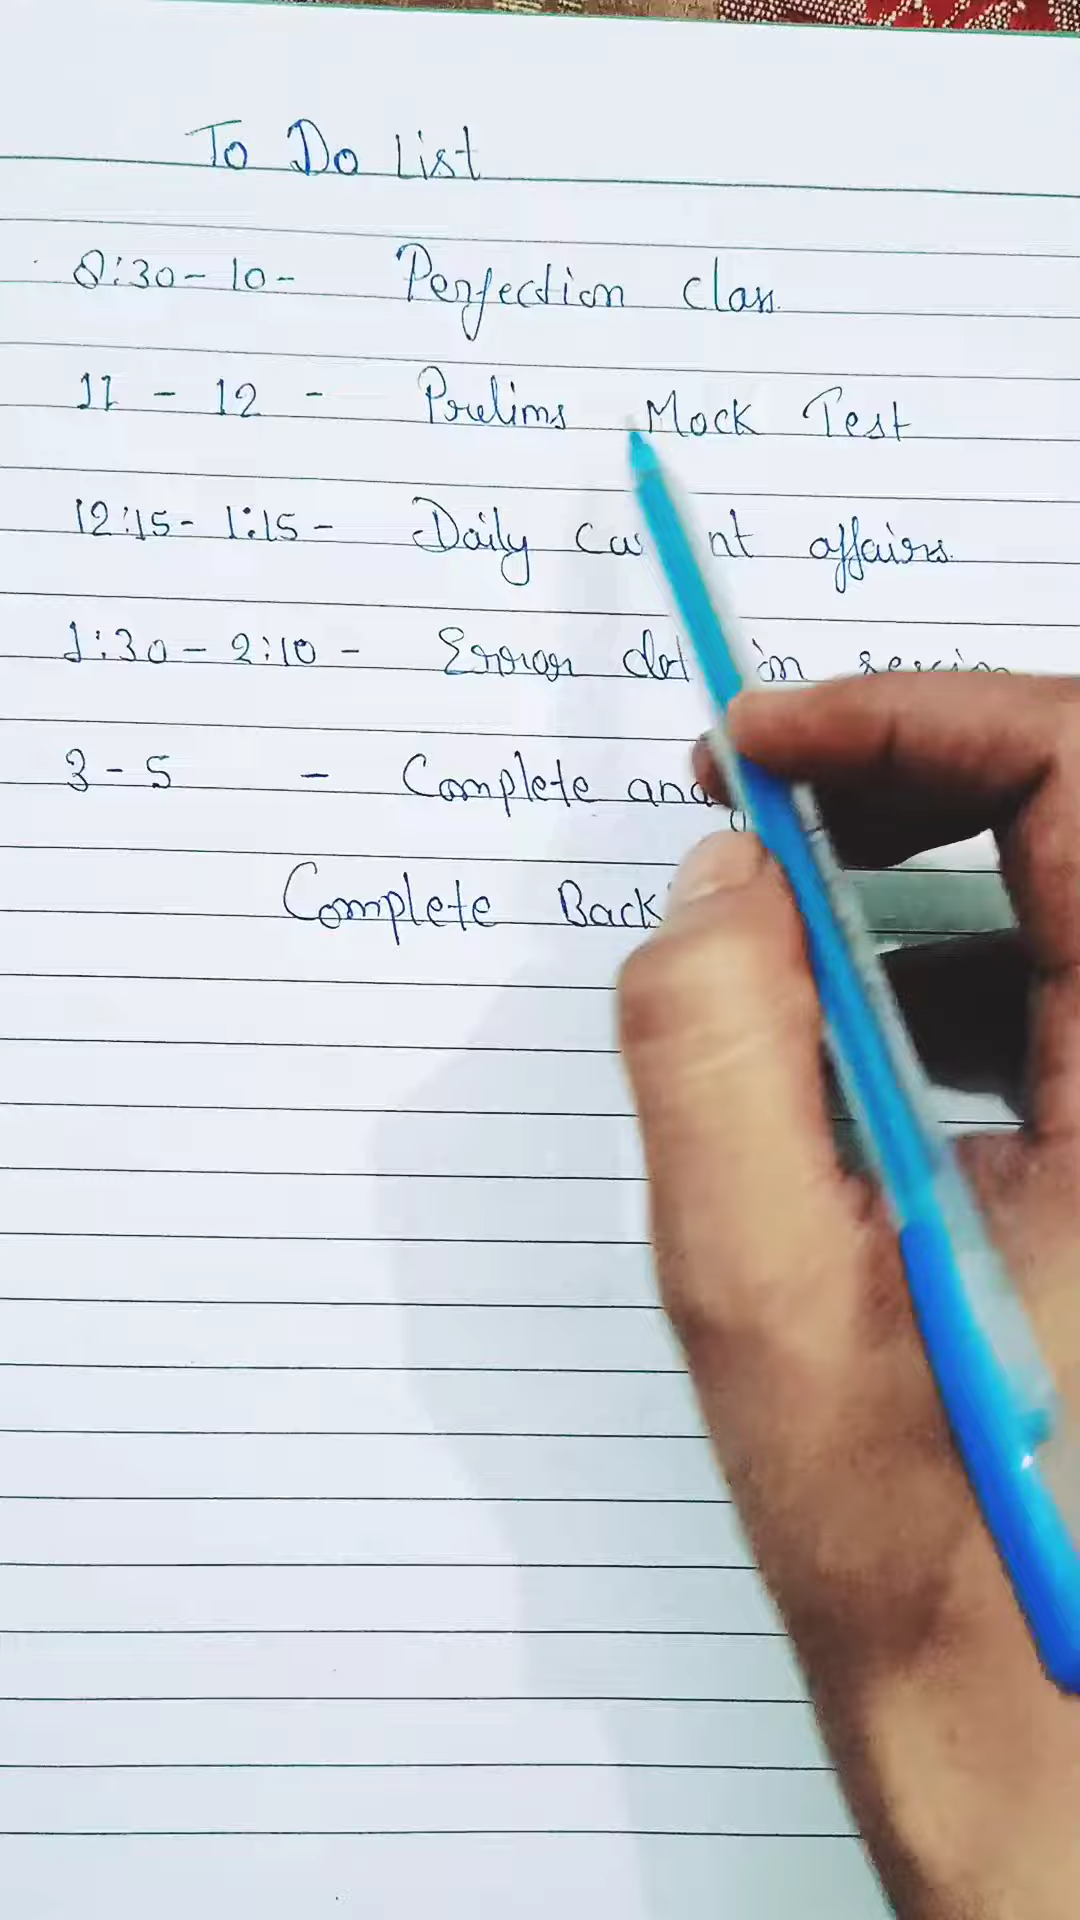 To Do List
8:30 - 10 - Perfection Class
11 - 12 - Prelims Mock Test
12:15 - 1:15 - Daily affairs
1:30 - 2:10 - Error
3 - 5 - Complete
Complete